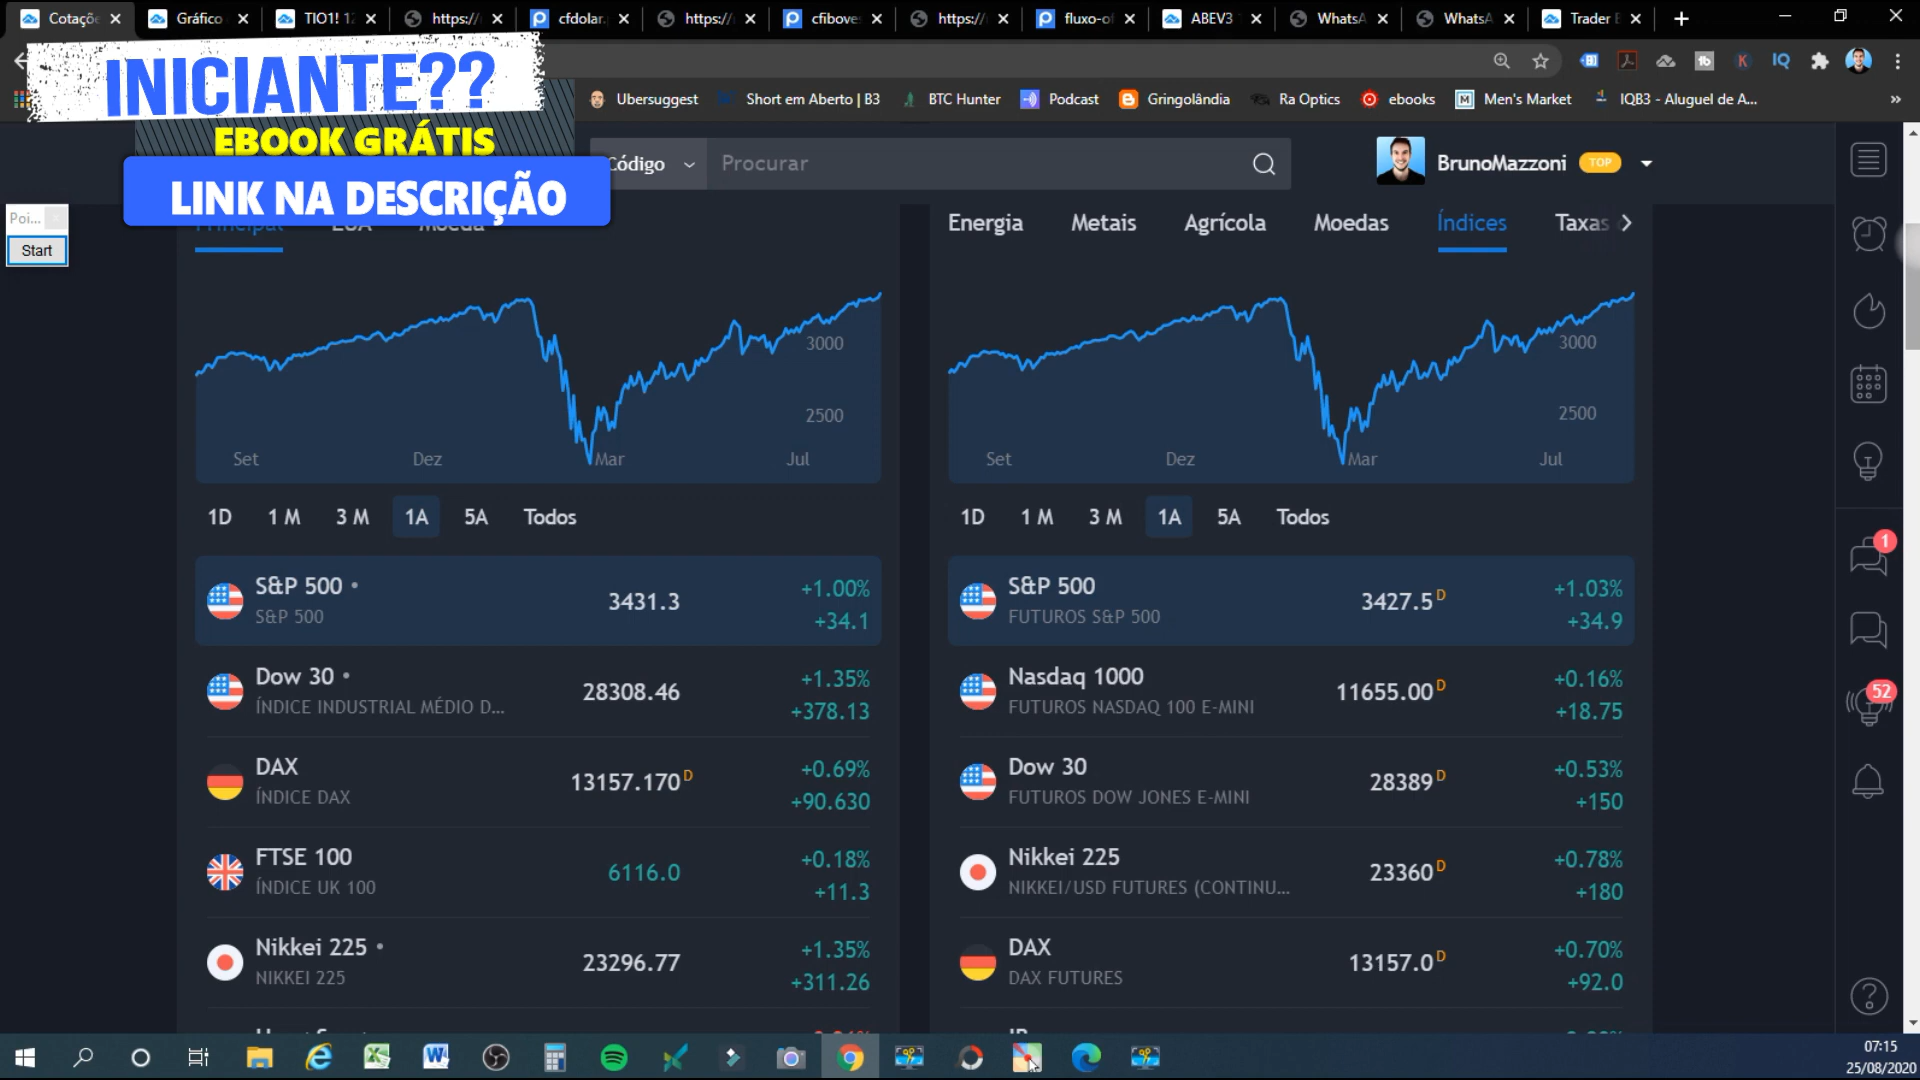 Cotaçõe
Gráfico
TIO1! 1
https://
cfdolar.
https://
cfibove
https://
fluxo-o
ABEV3
WhatsA
WhatsA
Trader E
INICIANTE??
EBOOK GRÁTIS
LINK NA DESCRIÇÃO
Ubersuggest
Short em Aberto | B3
BTC Hunter
Podcast
Gringolândia
Ra Optics
ebooks
Men's Market
IQB3 - Aluguel de A...
Código
Procurar
BrunoMazzoni
TOP
Poi...
Start
Principal
EUA
Moeda
Energia
Metais
Agrícola
Moedas
Índices
Taxas
3000
2500
Set
Dez
Mar
Jul
3000
2500
Set
Dez
Mar
Jul
1D
1 M
3 M
1A
5A
Todos
1D
1 M
3 M
1A
5A
Todos
S&P 500 • 3431.3 +1.00%
S&P 500 +34.1
Dow 30 • 28308.46 +1.35%
ÍNDICE INDUSTRIAL MÉDIO D... +378.13
DAX 13157.170 D +0.69%
ÍNDICE DAX +90.630
FTSE 100 6116.0 +0.18%
ÍNDICE UK 100 +11.3
Nikkei 225 • 23296.77 +1.35%
NIKKEI 225 +311.26
S&P 500 3427.5 D +1.03%
FUTUROS S&P 500 +34.9
Nasdaq 1000 11655.00 D +0.16%
FUTUROS NASDAQ 100 E-MINI +18.75
Dow 30 28389 D +0.53%
FUTUROS DOW JONES E-MINI +150
Nikkei 225 23360 D +0.78%
NIKKEI/USD FUTURES (CONTINU... +180
DAX 13157.0 D +0.70%
DAX FUTURES +92.0
1
52
07:15
25/08/2020